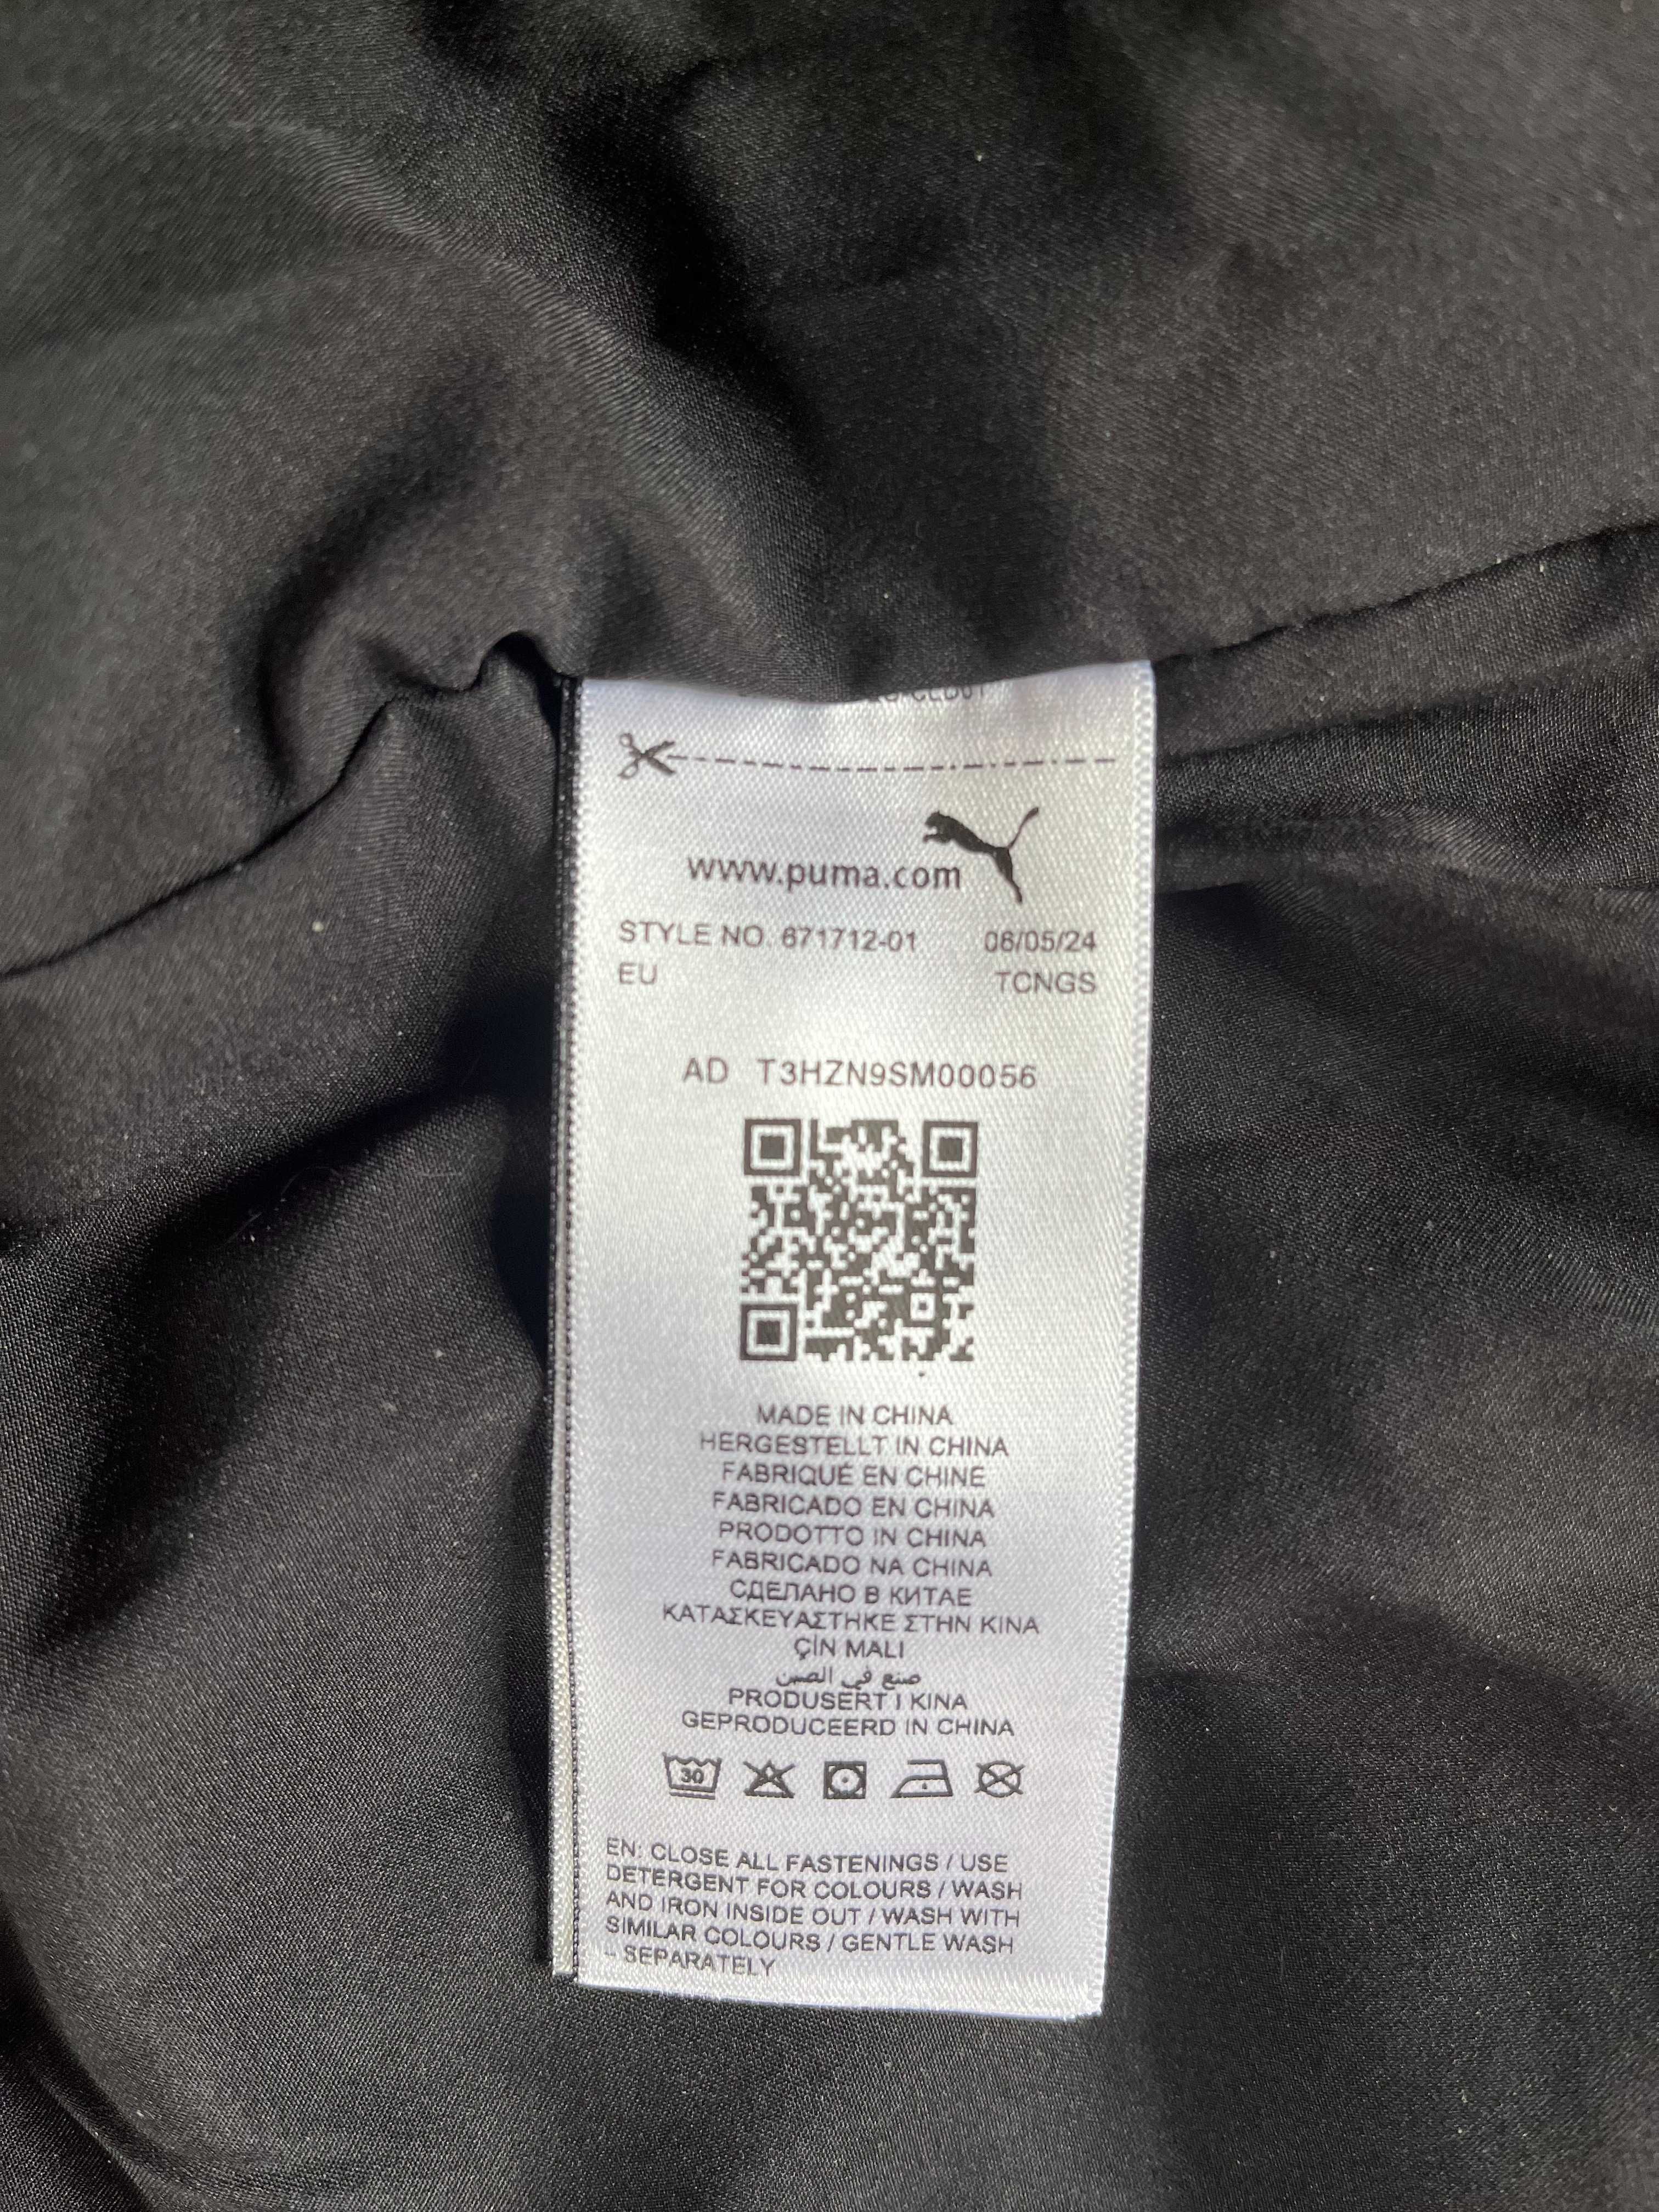 www.puma.com
STYLE NO. 671712-01 06/05/24
EU TCNGS
AD T3HZN9SM00056
MADE IN CHINA
HERGESTELLT IN CHINA
FABRIQUÉ EN CHINE
FABRICADO EN CHINA
PRODOTTO IN CHINA
FABRICADO NA CHINA
СДЕЛАНО В КИТАЕ
ΚΑΤΑΣΚΕΥΑΣΤΗΚΕ ΣΤΗΝ ΚΙΝΑ
ÇİN MALI
صنع في الصين
PRODUSERT I KINA
GEPRODUCEERD IN CHINA
30
EN: CLOSE ALL FASTENINGS / USE
DETERGENT FOR COLOURS / WASH
AND IRON INSIDE OUT / WASH WITH
SIMILAR COLOURS / GENTLE WASH
– SEPARATELY